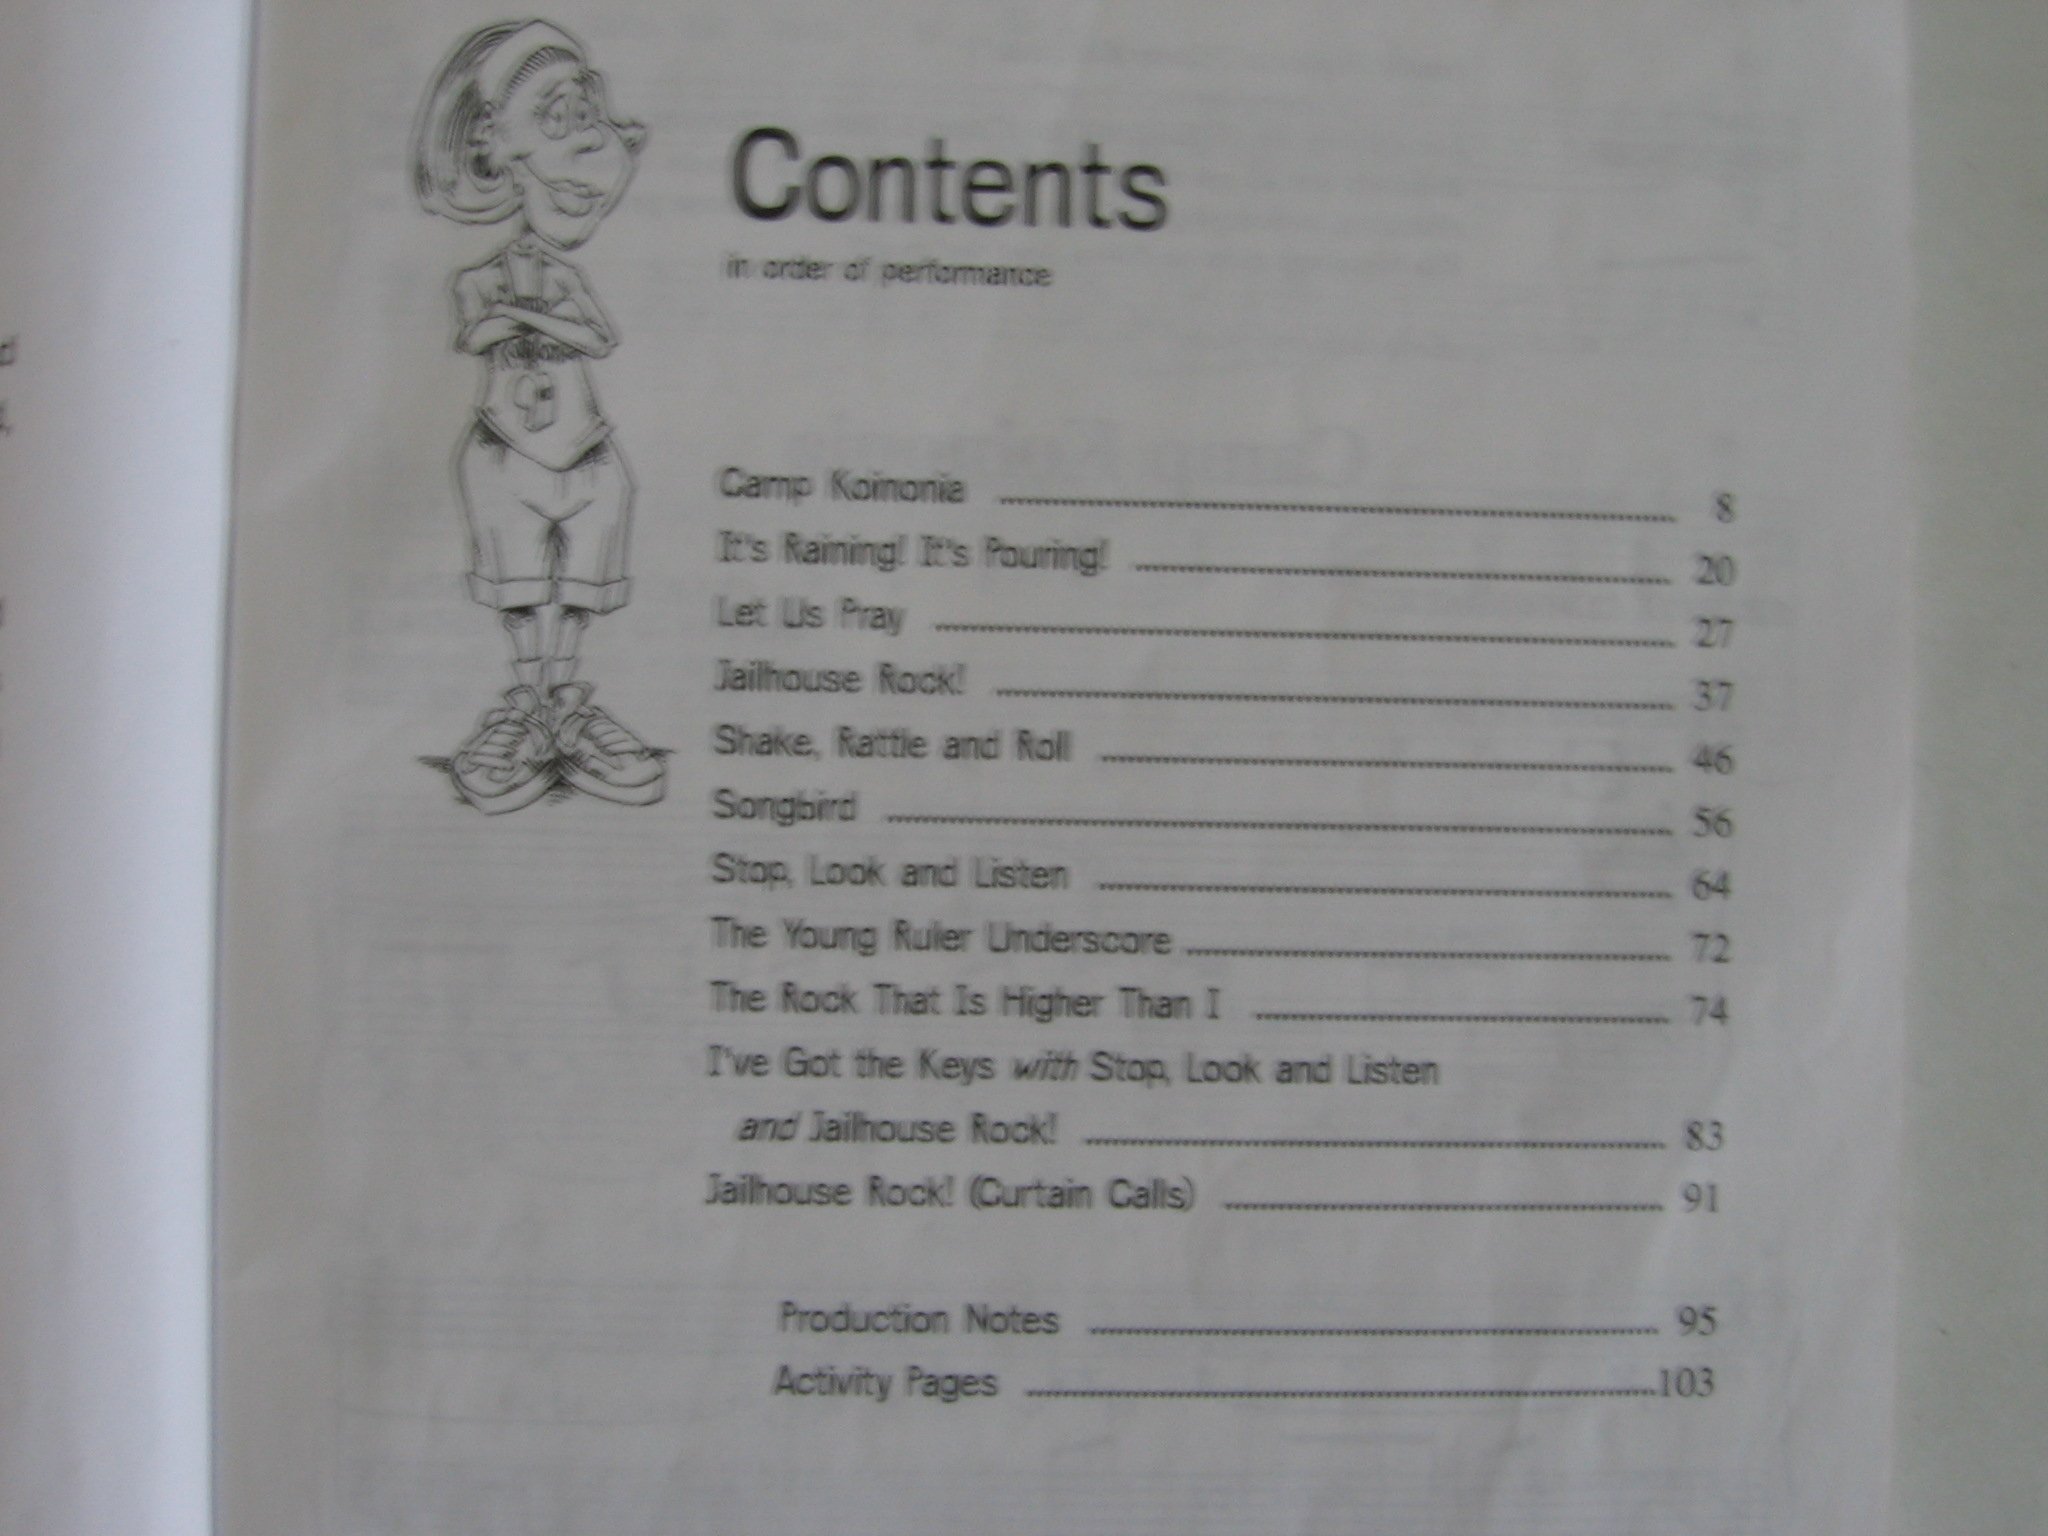 Contents
in order of performance
Camp Koinonia 8
It's Raining! It's Pouring! 20
Let Us Pray 27
Jailhouse Rock! 37
Shake, Rattle and Roll 46
Songbird 56
Stop, Look and Listen 64
The Young Ruler Underscore 72
The Rock That Is Higher Than I 74
I've Got the Keys with Stop, Look and Listen
and Jailhouse Rock! 83
Jailhouse Rock! (Curtain Calls) 91
Production Notes 95
Activity Pages 103